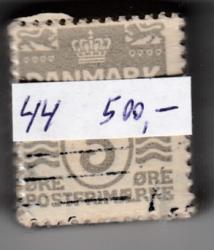 DANMARK
44 500,-
ØRE ØRE
POSTFRIMÆRKE